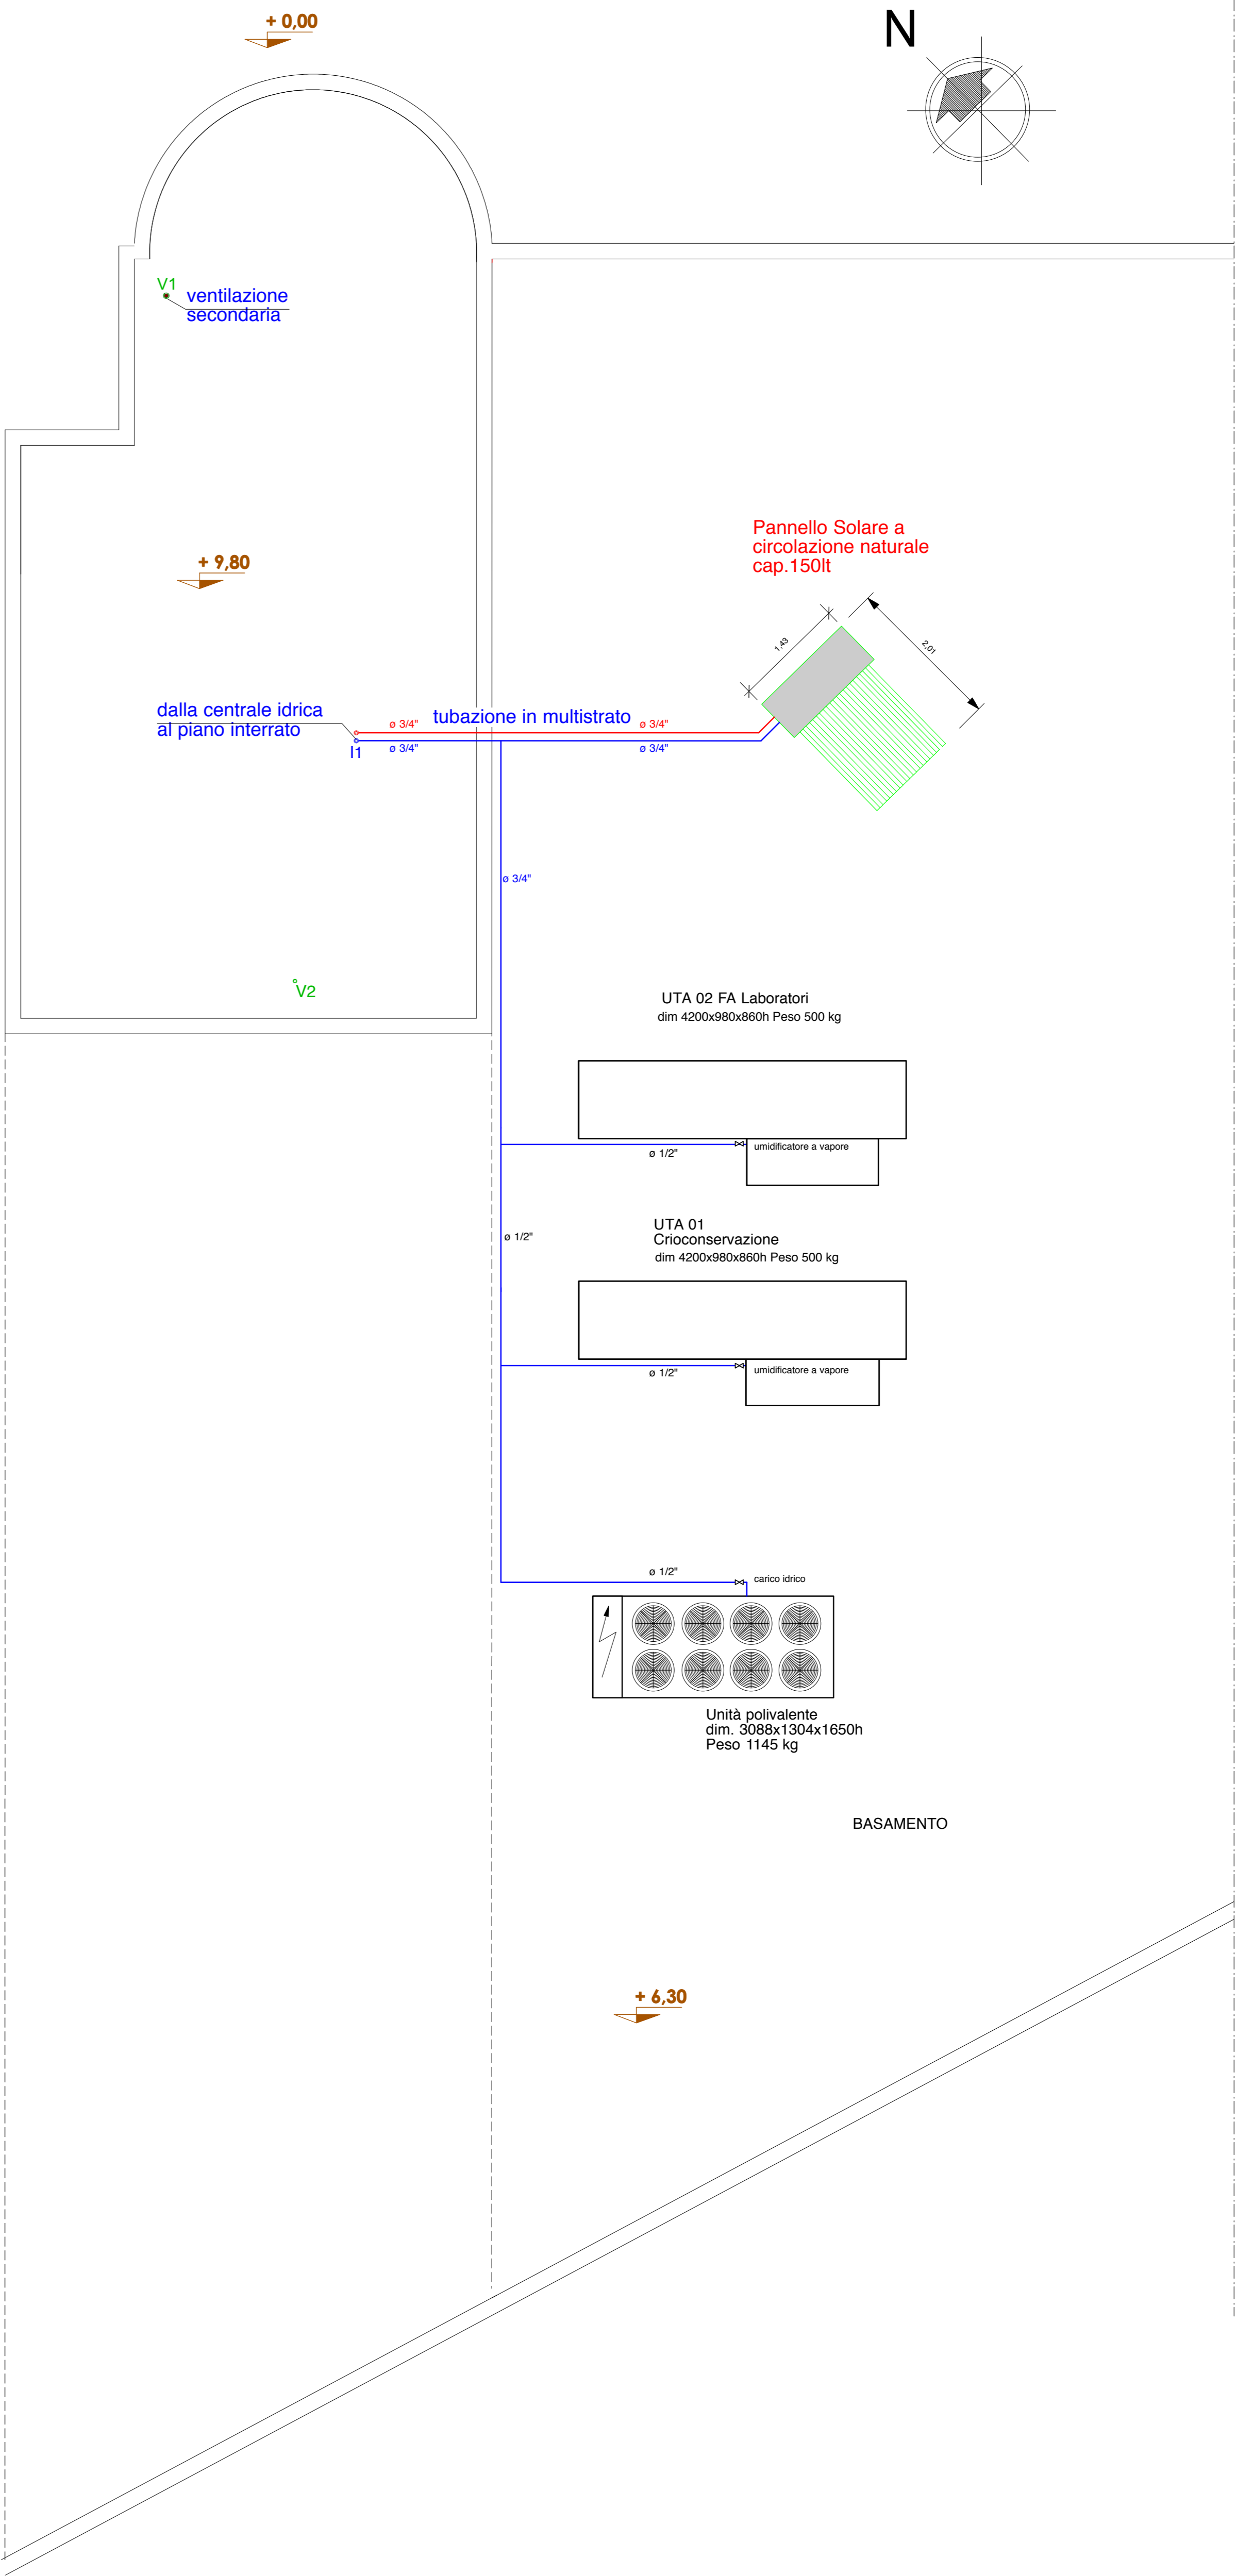 + 0,00
N
V1
ventilazione
secondaria
+ 9,80
Pannello Solare a
circolazione naturale
cap.150lt
1,43
2,01
dalla centrale idrica
al piano interrato
I1
ø 3/4"
tubazione in multistrato
ø 3/4"
ø 3/4"
ø 3/4"
ø 3/4"
V2
UTA 02 FA Laboratori
dim 4200x980x860h Peso 500 kg
umidificatore a vapore
ø 1/2"
UTA 01
Crioconservazione
dim 4200x980x860h Peso 500 kg
ø 1/2"
umidificatore a vapore
ø 1/2"
ø 1/2"
carico idrico
Unità polivalente
dim. 3088x1304x1650h
Peso 1145 kg
BASAMENTO
+ 6,30